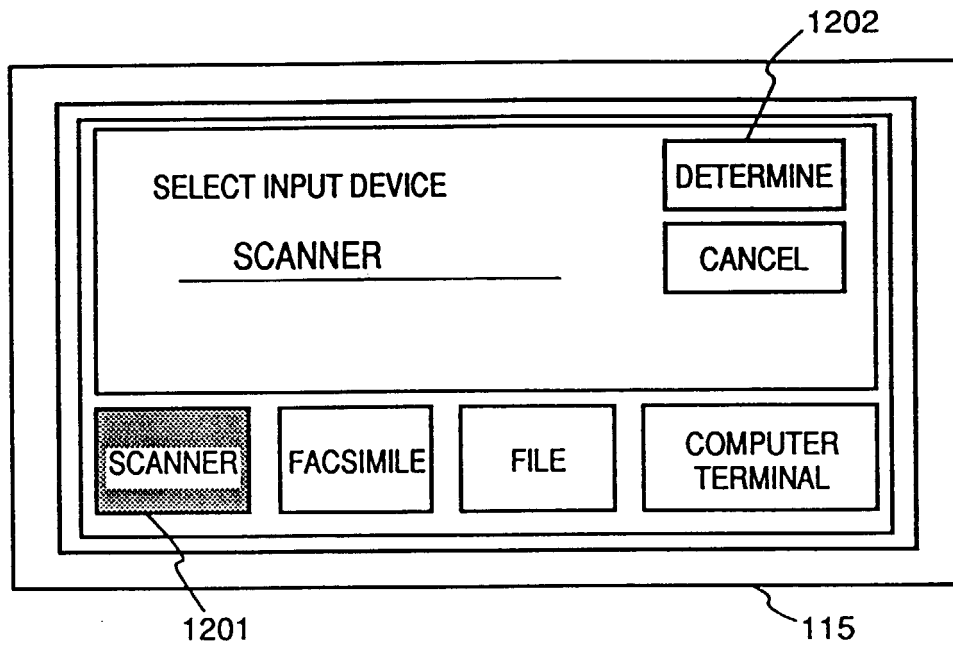 1202
SELECT INPUT DEVICE
DETERMINE
SCANNER
CANCEL
SCANNER
FACSIMILE
FILE
COMPUTER
TERMINAL
1201
115